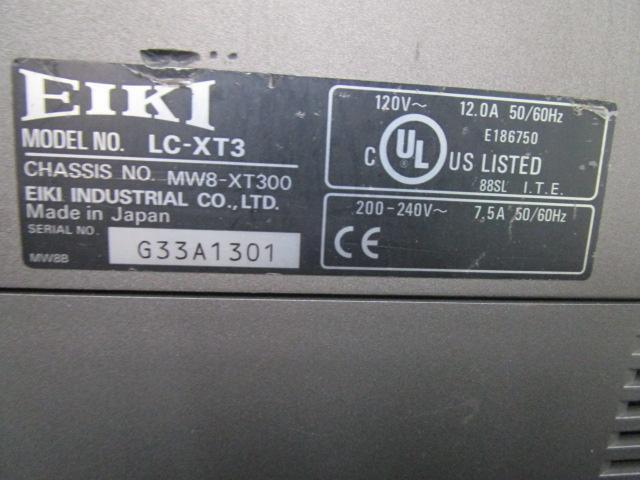 EIKI
MODEL NO. LC-XT3
CHASSIS NO. MW8-XT300
EIKI INDUSTRIAL CO., LTD.
Made in Japan
SERIAL NO. G33A1301
MW8B
120V~ 12.0A 50/60Hz
E186750
C UL US LISTED
88SL I.T.E.
200-240V~ 7.5A 50/60Hz
CE